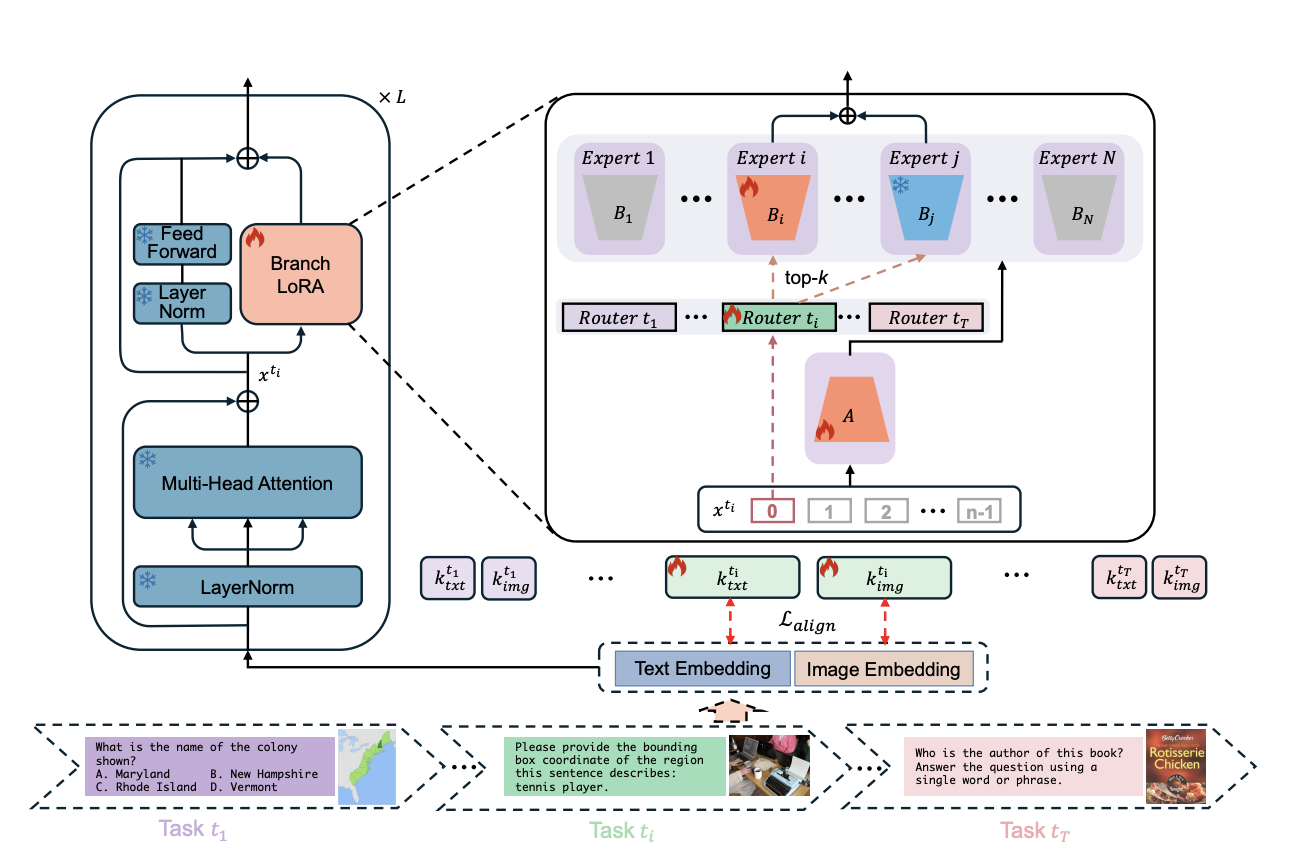 × L
Feed
Forward
Layer
Norm
Branch
LoRA
x^{t_i}
Multi-Head Attention
LayerNorm
Expert 1
Expert i
Expert j
Expert N
B_1
•••
B_i
•••
B_j
•••
B_N
top-k
Router t_1
•••
Router t_i
•••
Router t_T
A
x^{t_i}
0
1
2
•••
n-1
k_{txt}^{t_1}
k_{img}^{t_1}
•••
k_{txt}^{t_i}
k_{img}^{t_i}
•••
k_{txt}^{t_T}
k_{img}^{t_T}
ℒ_{align}
Text Embedding
Image Embedding
What is the name of the colony
shown?
A. Maryland B. New Hampshire
C. Rhode Island D. Vermont
Task t_1
•••
Please provide the bounding
box coordinate of the region
this sentence describes:
tennis player.
Task t_i
•••
Who is the author of this book?
Answer the question using a
single word or phrase.
Betty Crocker
Rotisserie
Chicken
Task t_T